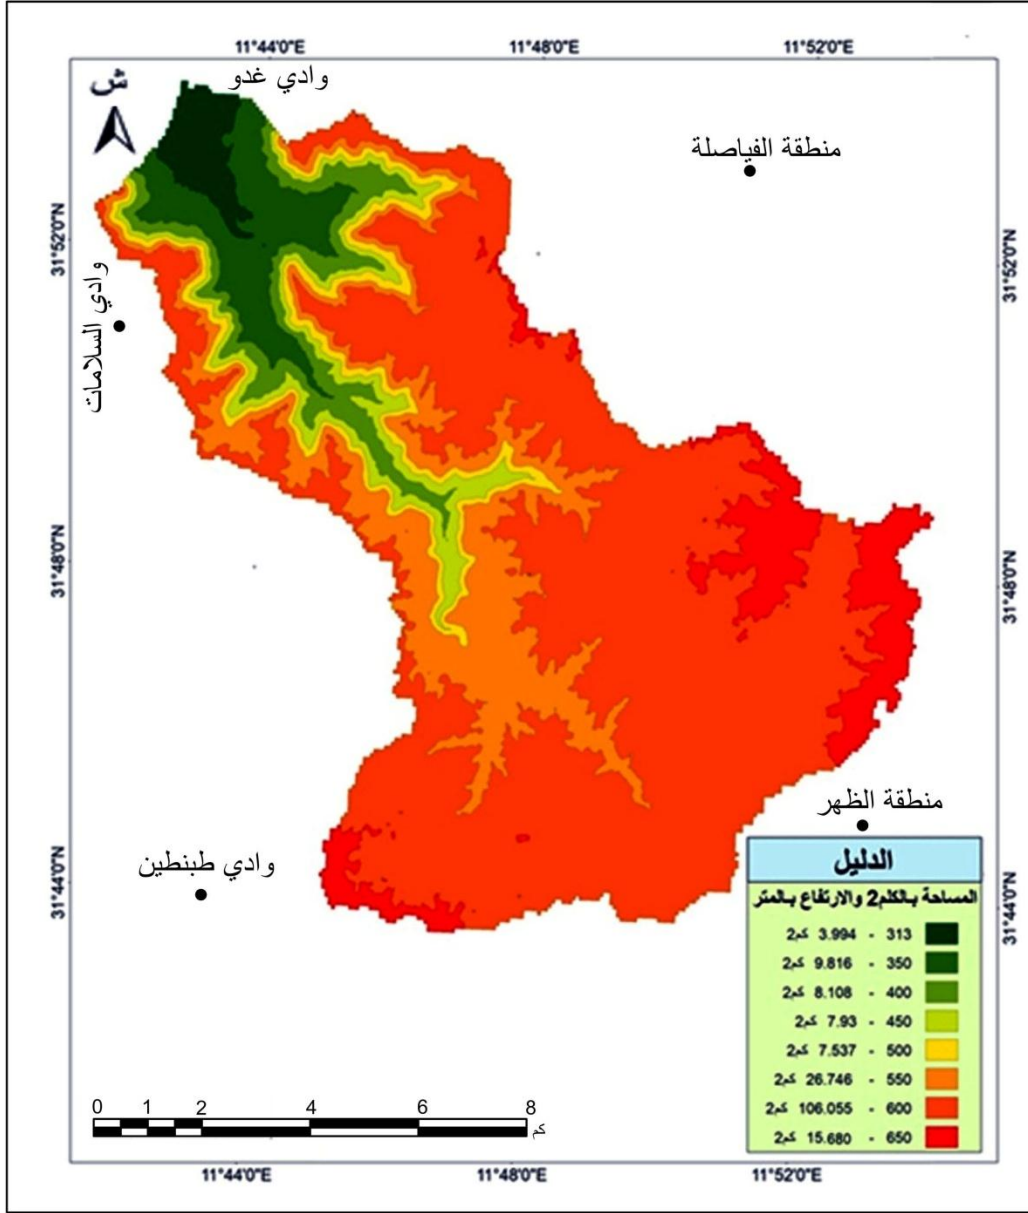 11°44'0"E 11°48'0"E 11°52'0"E
ش
وادي غدو
منطقة الفياصلة
31°52'0"N
31°52'0"N
وادي السلامات
31°48'0"N
31°48'0"N
منطقة الظهر
وادي طبنطين
31°44'0"N
31°44'0"N
الدليل
المساحة بالكلم2 والارتفاع بالمتر
313 - 3.994 كم2
350 - 9.816 كم2
400 - 8.108 كم2
450 - 7.93 كم2
500 - 7.537 كم2
550 - 26.746 كم2
600 - 106.055 كم2
650 - 15.680 كم2
0 1 2 4 6 8
كم
11°44'0"E 11°48'0"E 11°52'0"E